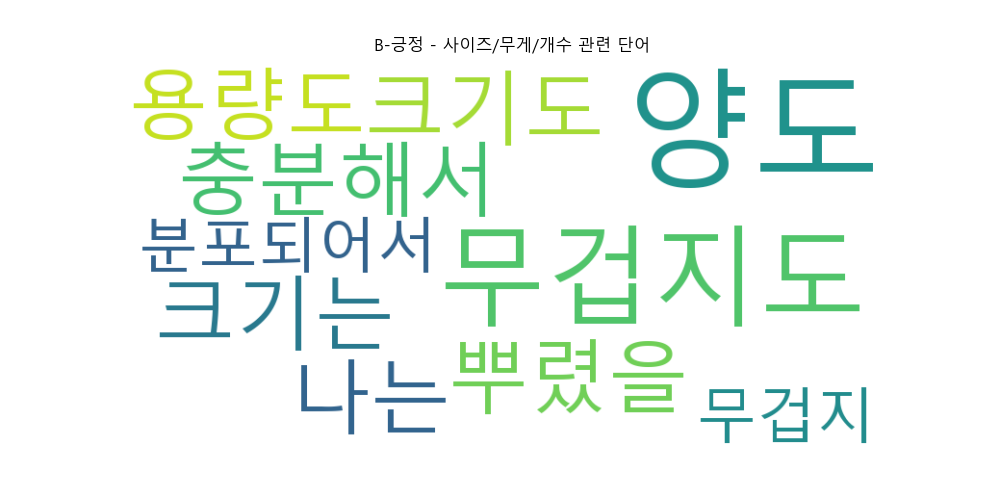 B-긍정 - 사이즈/무게/개수 관련 단어
용량도 크기도 양도
충분해서
분포되어서 무겁지도
크기는
나는 뿌렸을 무겁지